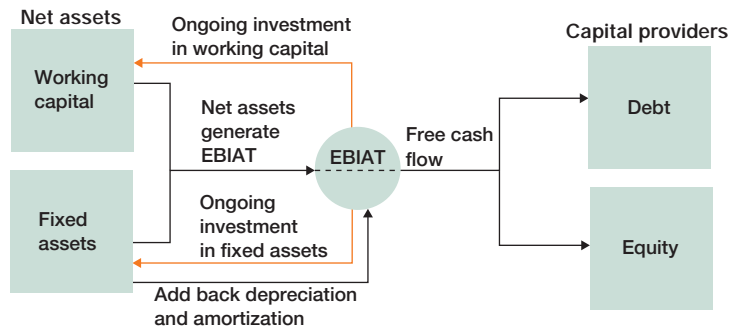 Net assets
Working
capital
Fixed
assets
Ongoing investment
in working capital
Net assets
generate
EBIAT
Ongoing
investment
in fixed assets
Add back depreciation
and amortization
EBIAT
Free cash
flow
Capital providers
Debt
Equity